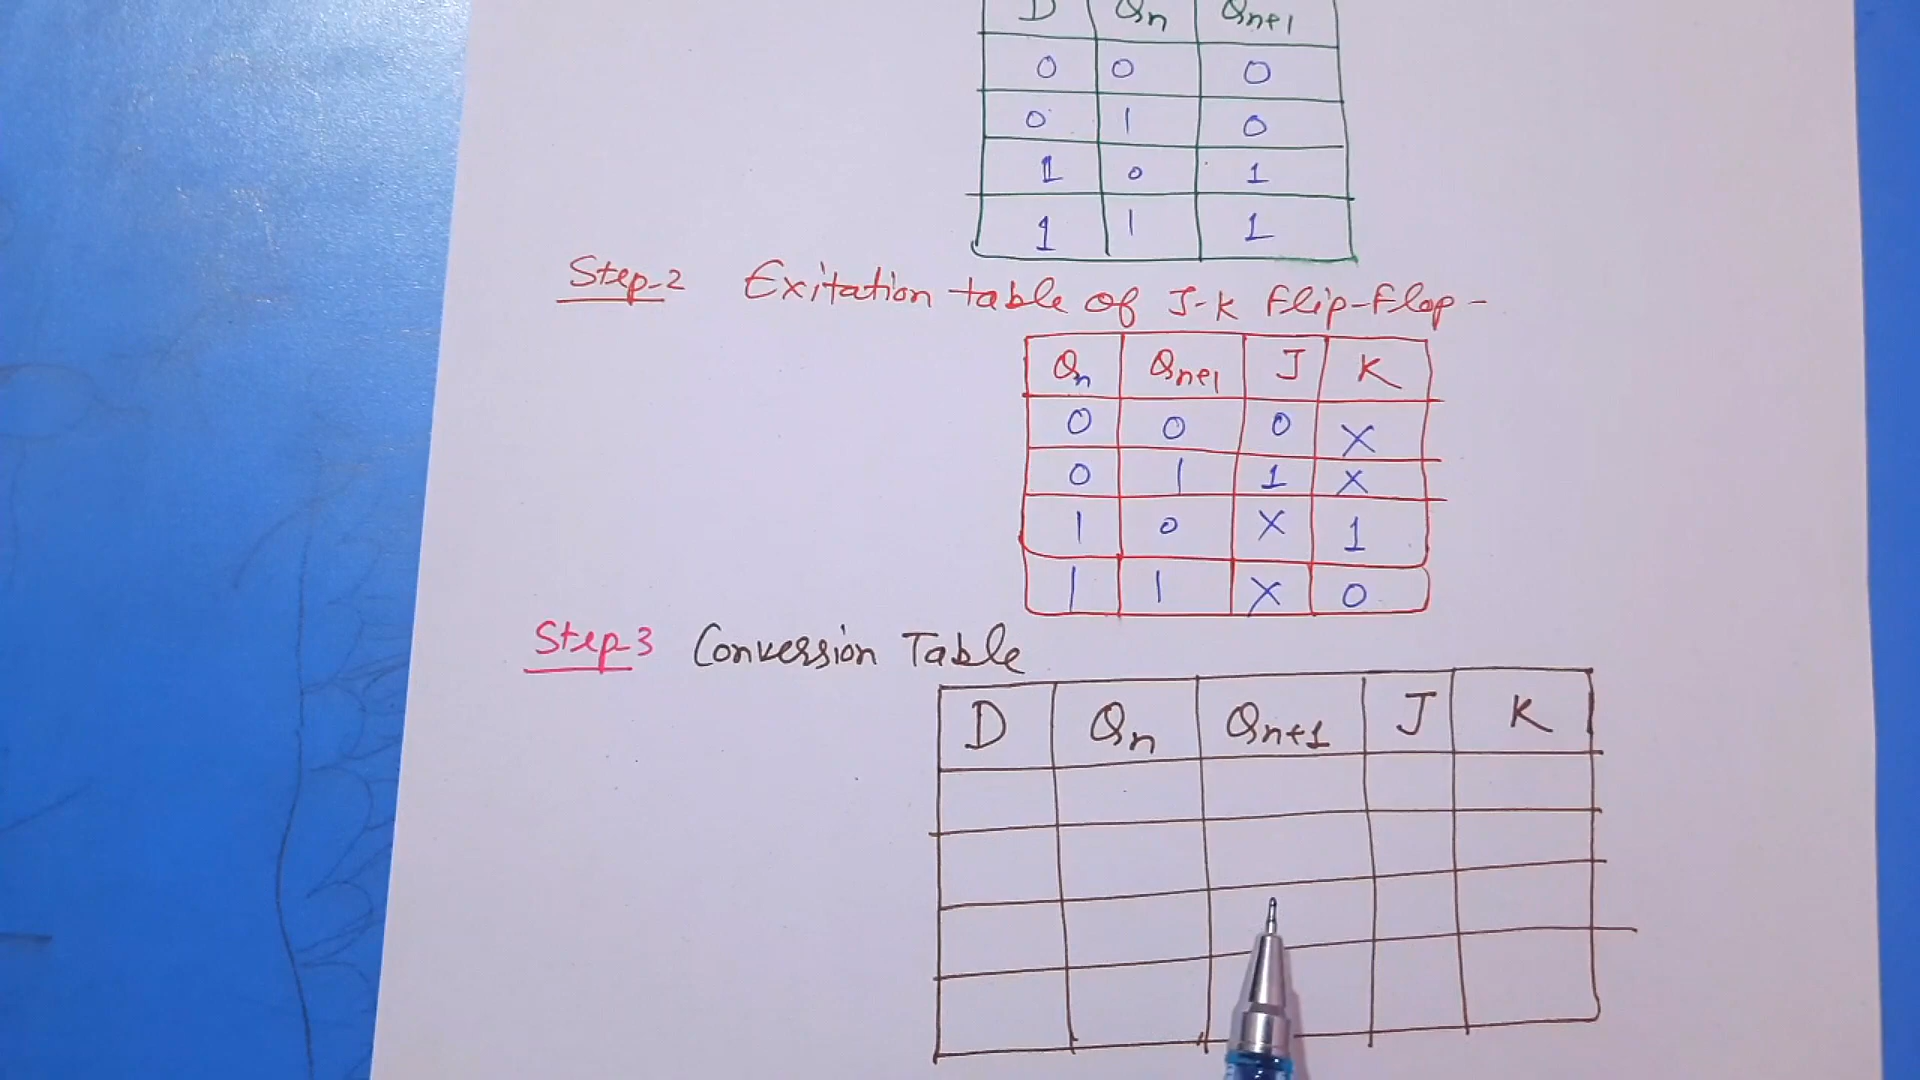 D Qn Qn+1
0 0 0
0 1 0
1 0 1
1 1 1
Step-2 Exitation table of J-K flip-flop-
Qn Qn+1 J K
0 0 0 X
0 1 1 X
1 0 X 1
1 1 X 0
Step-3 Conversion Table
D Qn Qn+1 J K